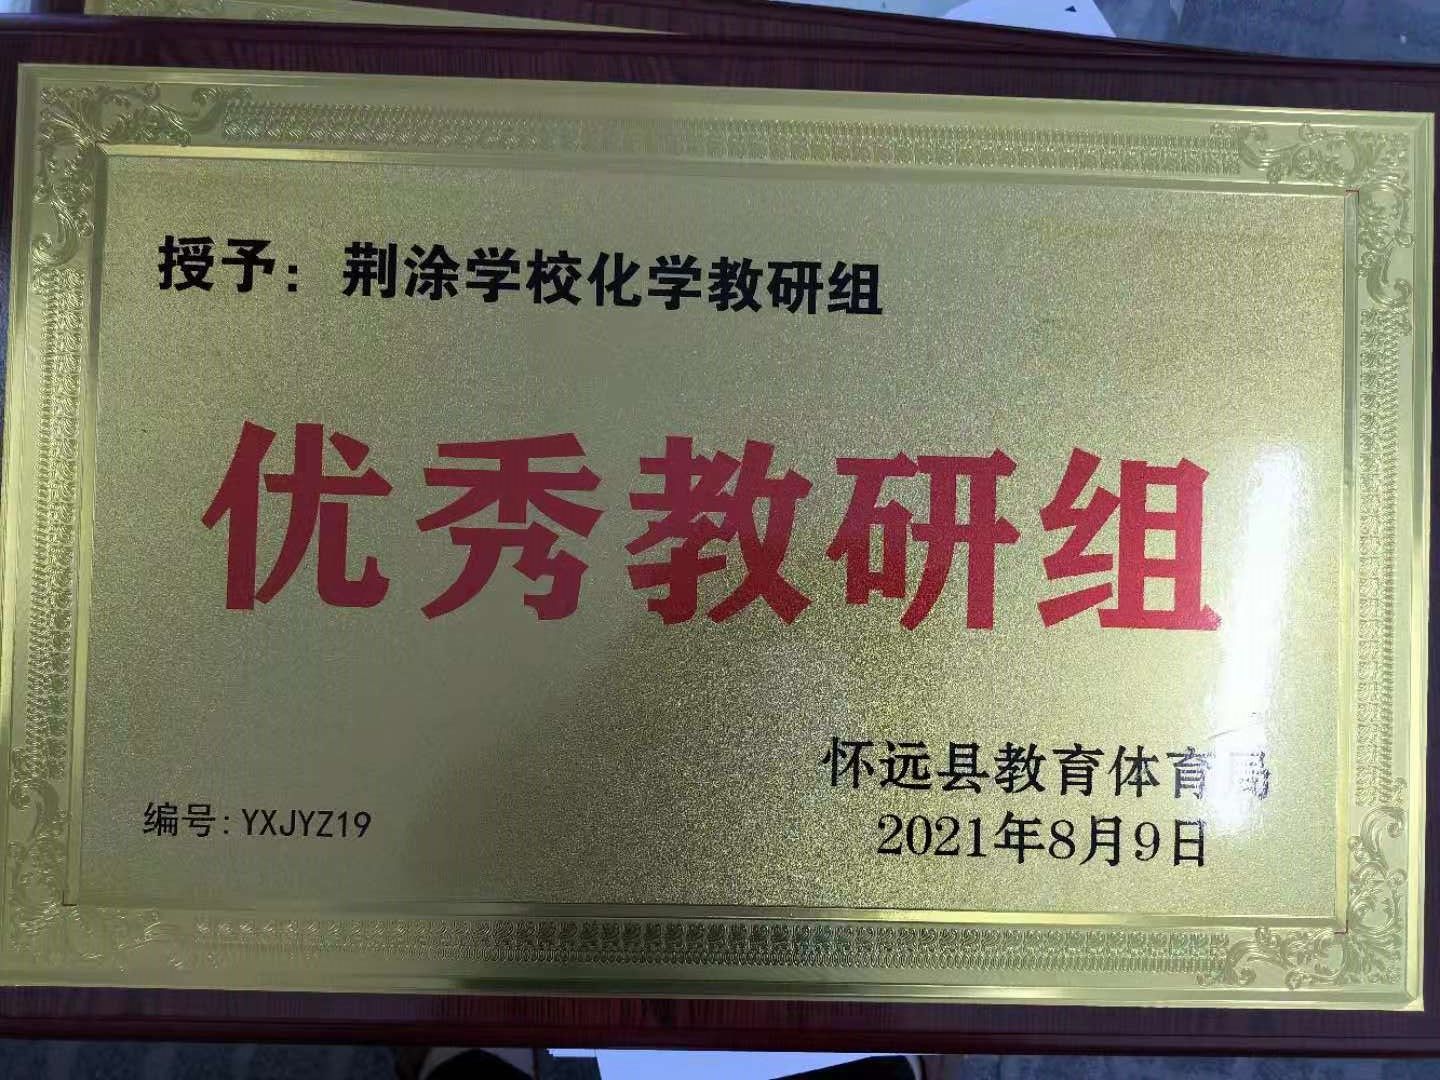 授予：荆涂学校化学教研组
优秀教研组
怀远县教育体育局
编号:YXJYZ19
2021年8月9日